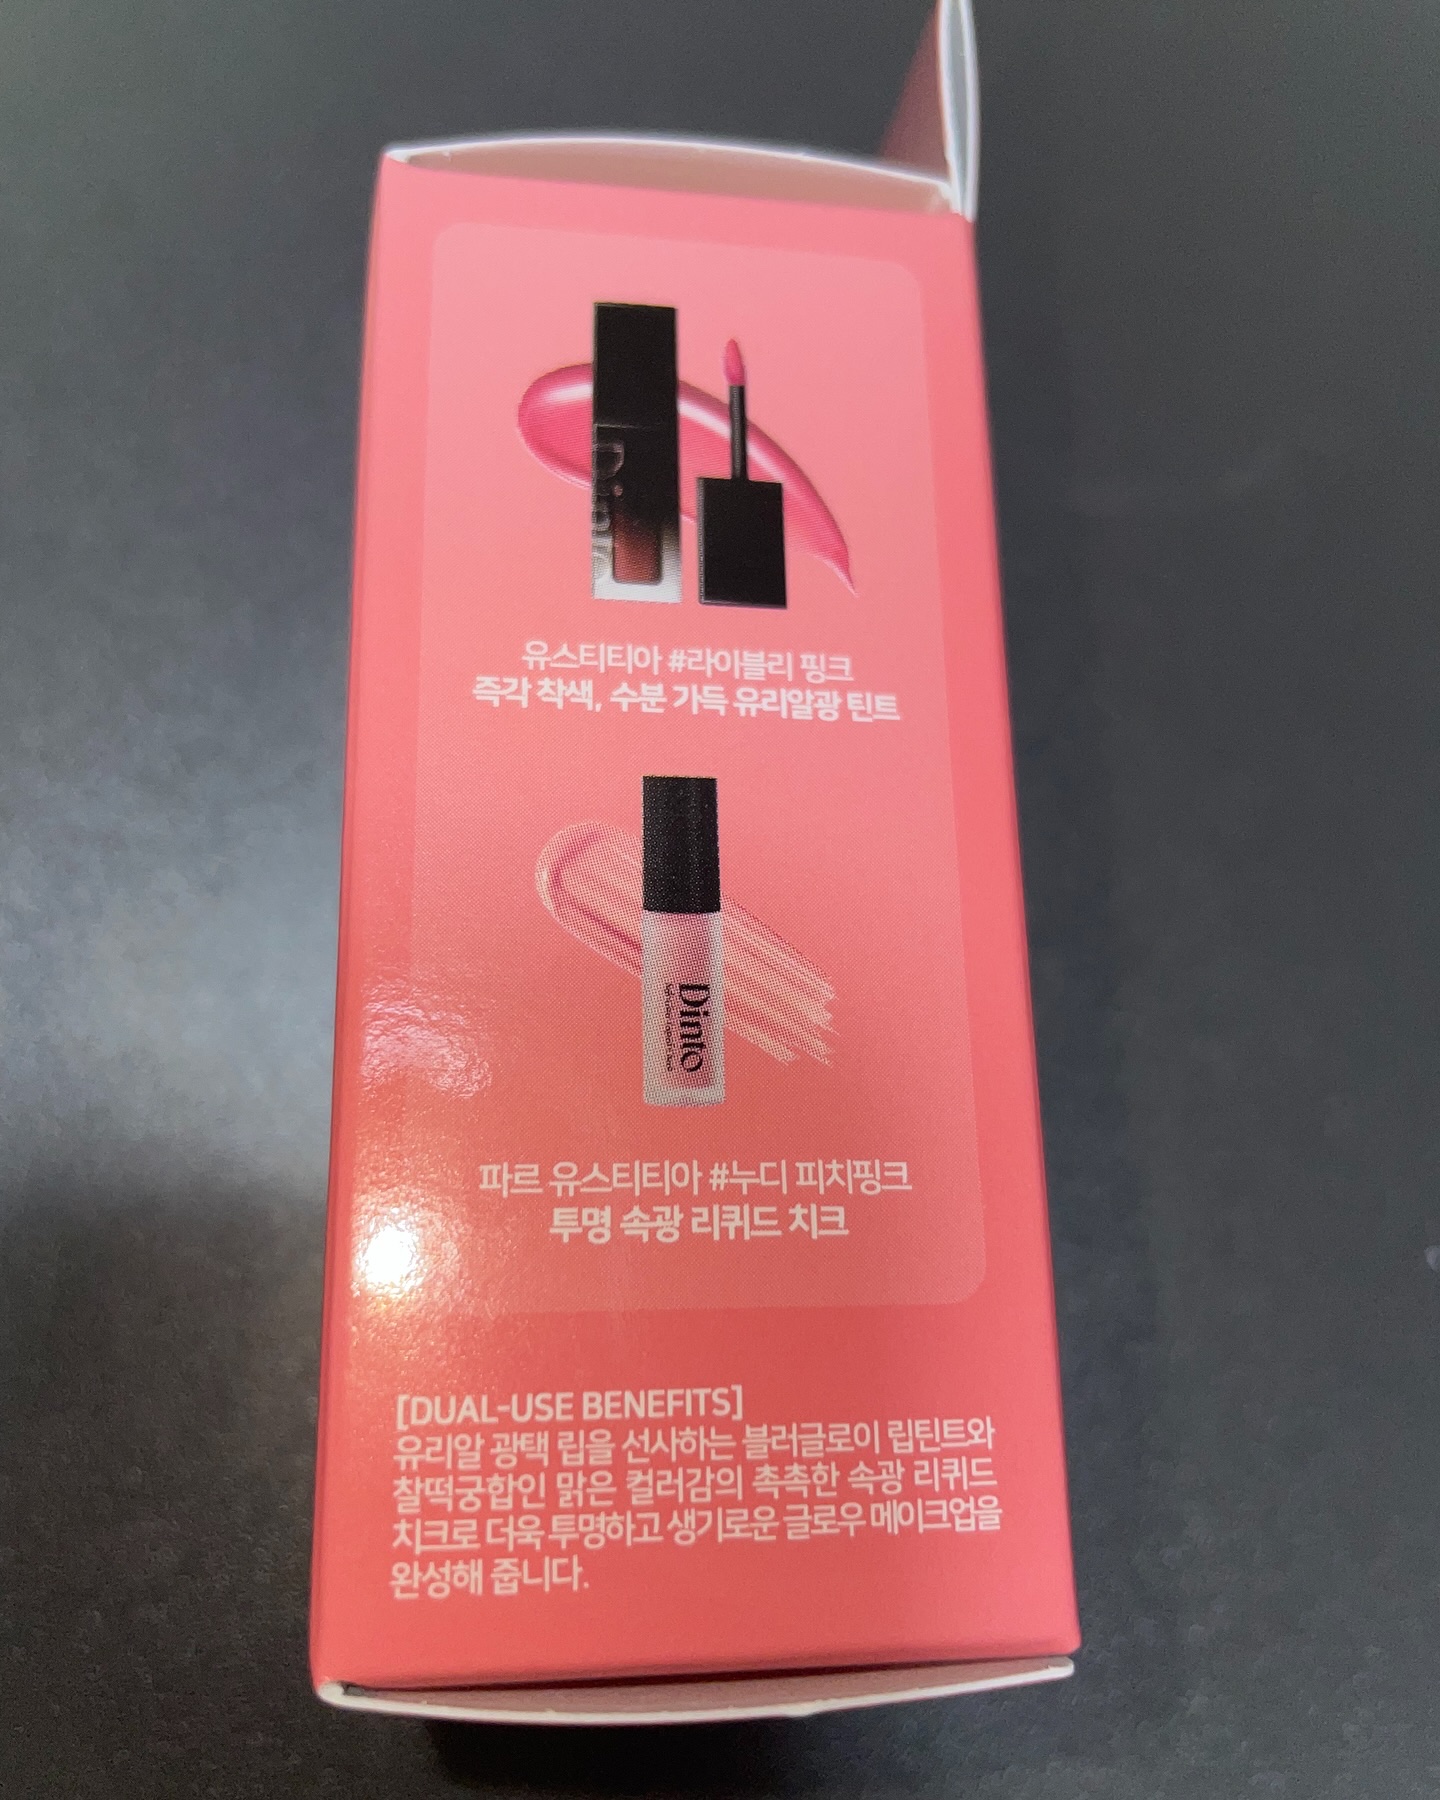 Dinto
유스티티아 #라이블리 핑크
즉각 착색, 수분 가득 유리알광 틴트
Dinto
파르 유스티티아 #누디 피치핑크
투명 속광 리퀴드 치크
[DUAL-USE BENEFITS]
유리알 광택 립을 선사하는 블러글로이 립틴트와
찰떡궁합인 맑은 컬러감의 촉촉한 속광 리퀴드
치크로 더욱 투명하고 생기로운 글로우 메이크업을
완성해 줍니다.